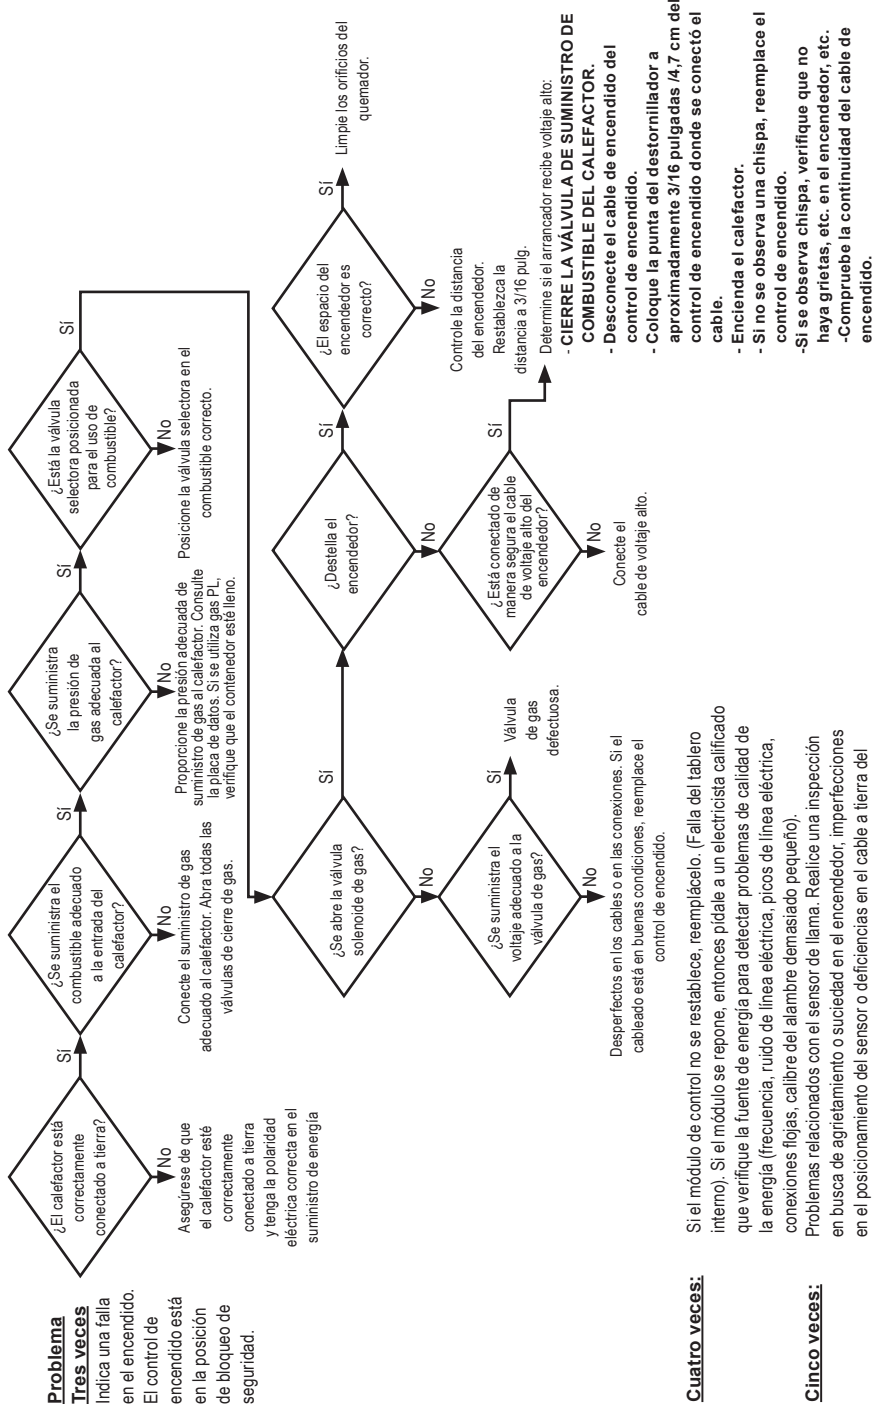 Problema
Tres veces
Indica una falla
en el encendido.
El control de
encendido está
en la posición
de bloqueo de
seguridad.
¿El calefactor está
correctamente
conectado a tierra?
Sí
No
Asegúrese de que
el calefactor esté
correctamente
conectado a tierra
y tenga la polaridad
eléctrica correcta en el
suministro de energía
¿Se suministra el
combustible adecuado
a la entrada del
calefactor?
Sí
No
Conecte el suministro de gas
adecuado al calefactor. Abra todas las
válvulas de cierre de gas.
¿Se suministra
la presión de
gas adecuada al
calefactor?
Sí
No
Proporcione la presión adecuada de
suministro de gas al calefactor. Consulte
la placa de datos. Si se utiliza gas PL,
verifique que el contenedor esté lleno.
¿Está la válvula
selectora posicionada
para el uso de
combustible?
Sí
No
Posicione la válvula selectora en el
combustible correcto.
¿Se abre la válvula
solenoide de gas?
Sí
No
¿Se suministra el
voltaje adecuado a la
válvula de gas?
Sí
Válvula
de gas
defectuosa.
No
Desperfectos en los cables o en las conexiones. Si el
cableado está en buenas condiciones, reemplace el
control de encendido.
¿Destella el
encendedor?
Sí
No
¿Está conectado de
manera segura el cable
de voltaje alto del
encendedor?
Sí
No
Conecte el
cable de voltaje alto.
¿El espacio del
encendedor es
correcto?
Sí
Limpie los orificios del
quemador.
No
Controle la distancia
del encendedor.
Restablezca la
distancia a 3/16 pulg.
Determine si el arrancador recibe voltaje alto:
- CIERRE LA VÁLVULA DE SUMINISTRO DE
COMBUSTIBLE DEL CALEFACTOR.
- Desconecte el cable de encendido del
control de encendido.
- Coloque la punta del destornillador a
aproximadamente 3/16 pulgadas /4,7 cm del
control de encendido donde se conectó el
cable.
- Encienda el calefactor.
- Si no se observa una chispa, reemplace el
control de encendido.
-Si se observa chispa, verifique que no
haya grietas, etc. en el encendedor, etc.
-Compruebe la continuidad del cable de
encendido.
Cuatro veces:
Si el módulo de control no se restablece, reemplácelo. (Falla del tablero
interno). Si el módulo se repone, entonces pídale a un electricista calificado
que verifique la fuente de energía para detectar problemas de calidad de
la energía (frecuencia, ruido de línea eléctrica, picos de línea eléctrica,
conexiones flojas, calibre del alambre demasiado pequeño).
Cinco veces:
Problemas relacionados con el sensor de llama. Realice una inspección
en busca de agrietamiento o suciedad en el encendedor, imperfecciones
en el posicionamiento del sensor o deficiencias en el cable a tierra del